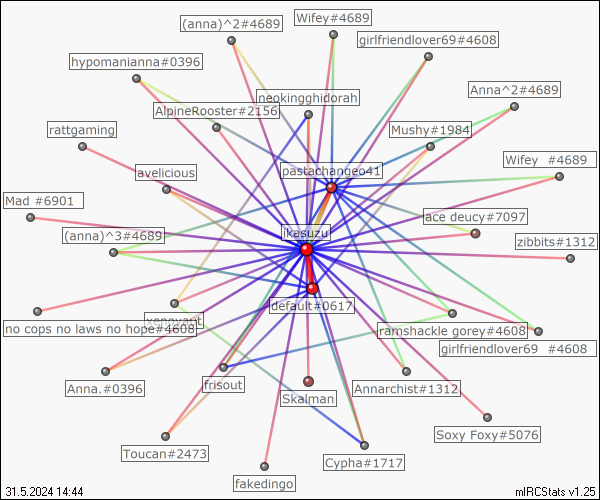 (anna)^2#4689
Wifey#4689
girlfriendlover69#4608
hypomanianna#0396
neokingghidorah
Anna^2#4689
AlpineRooster#2156
rattgaming
Mushy#1984
Wifey #4689
avelicious
pastachangeo41
Mad #6901
ace deucy#7097
(anna)^3#4689
ikasuzu
zibbits#1312
default#0617
xenovant
no cops no laws no hope#4608
ramshackle gorey#4608
girlfriendlover69 #4608
Anna.#0396
frisout
Skalman
Annarchist#1312
Soxy Foxy#5076
Toucan#2473
Cypha#1717
fakedingo
31.5.2024 14:44
mIRCStats v1.25